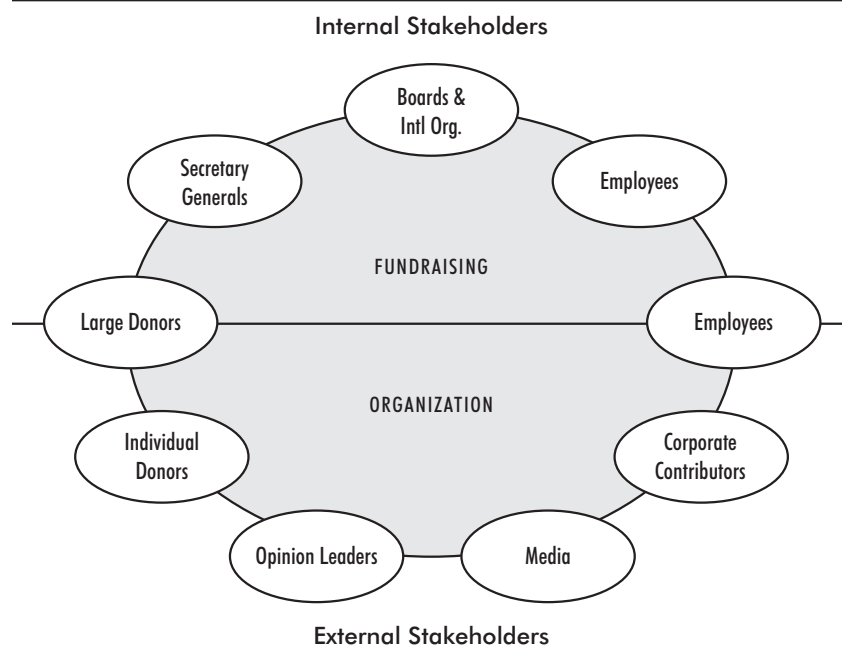 Internal Stakeholders
Boards &
Intl Org.
Secretary
Generals
Employees
FUNDRAISING
Large Donors
Employees
ORGANIZATION
Individual
Donors
Corporate
Contributors
Opinion Leaders
Media
External Stakeholders